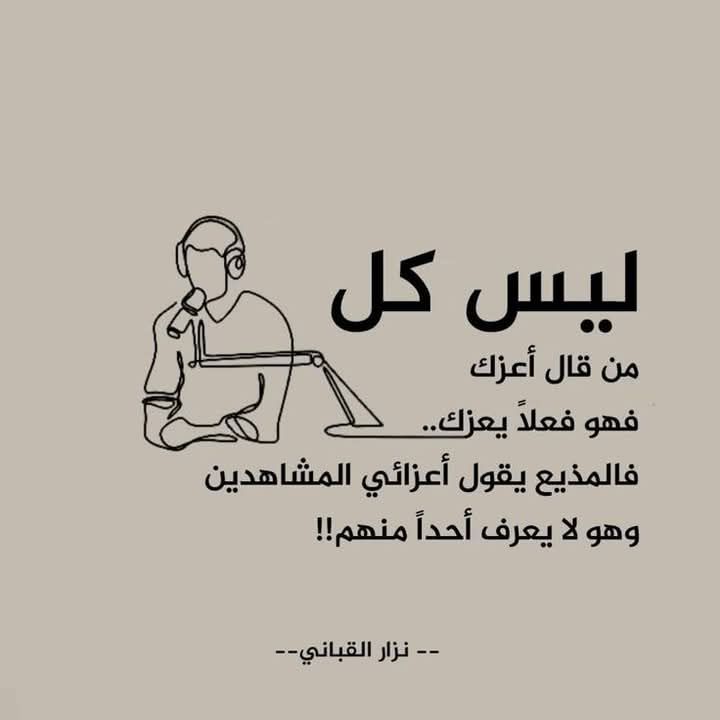 ليس كل
من قال أعزك
فهو فعلاً يعزك..
فالمذيع يقول أعزائي المشاهدين
وهو لا يعرف أحداً منهم!!
-- نزار القباني--